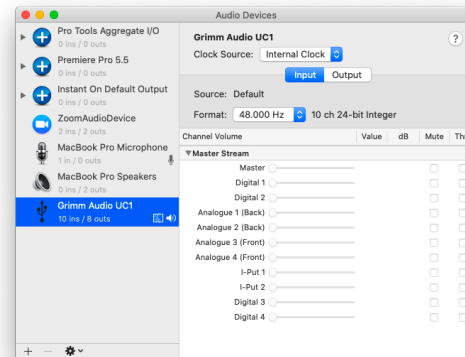 Audio Devices
Pro Tools Aggregate I/O
0 ins / 0 outs
Premiere Pro 5.5
0 ins / 0 outs
Instant On Default Output
0 ins / 0 outs
ZoomAudioDevice
2 ins / 2 outs
MacBook Pro Microphone
1 in / 0 outs
MacBook Pro Speakers
0 ins / 2 outs
Grimm Audio UC1
10 ins / 8 outs
Grimm Audio UC1
?
Clock Source: Internal Clock
Input Output
Source: Default
Format: 48.000 Hz 10 ch 24-bit Integer
Channel Volume Value dB Mute
Master Stream
Master
Digital 1
Digital 2
Analogue 1 (Back)
Analogue 2 (Back)
Analogue 3 (Front)
Analogue 4 (Front)
I-Put 1
I-Put 2
Digital 3
Digital 4